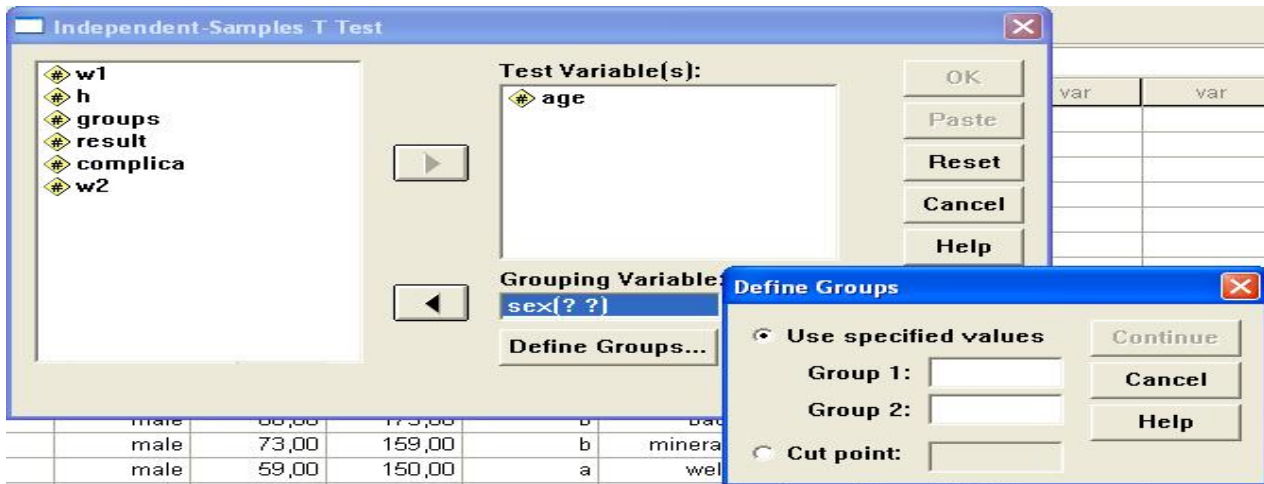 Independent-Samples T Test
w1
h
groups
result
complica
w2
Test Variable(s):
age
OK
Paste
Reset
Cancel
Help
var var
Grouping Variable:
sex(? ?)
Define Groups...
Define Groups
Use specified values
Group 1:
Group 2:
Cut point:
Continue
Cancel
Help
male
male 73,00 159,00 b minera
male 59,00 150,00 a wel